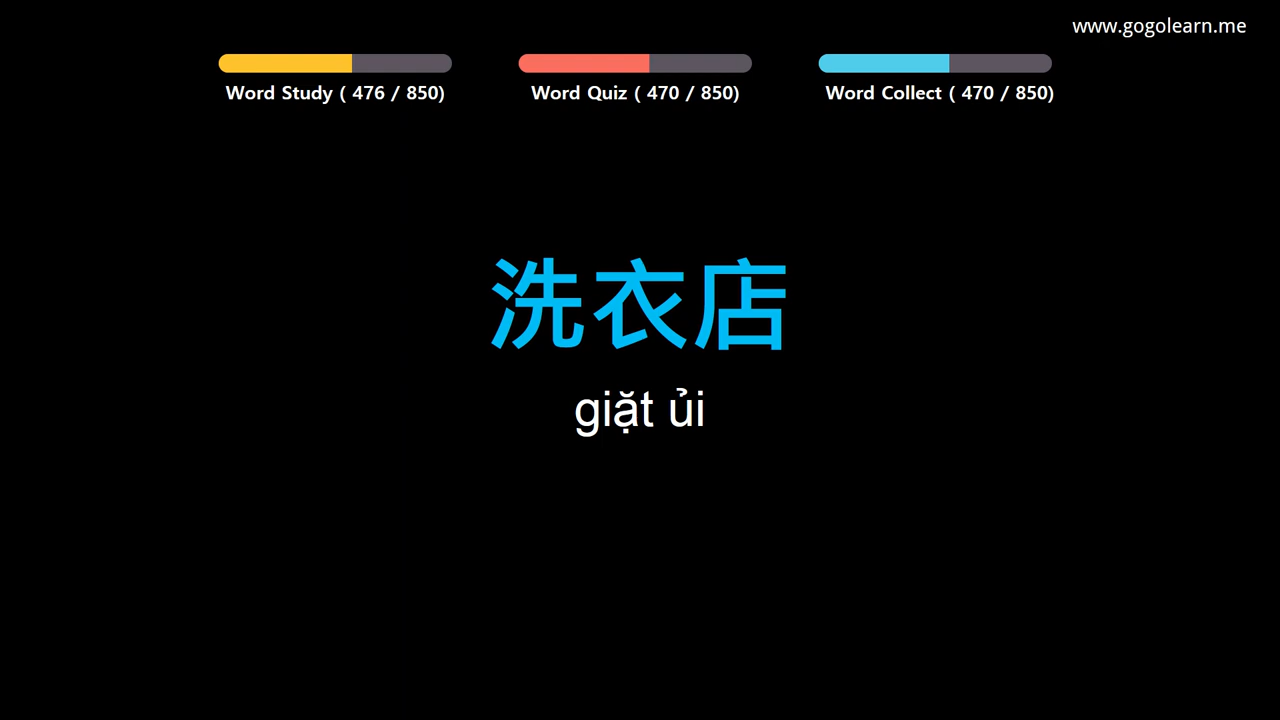 www.gogolearn.me
Word Study ( 476 / 850)
Word Quiz ( 470 / 850)
Word Collect ( 470 / 850)
洗衣店
giặt ủi